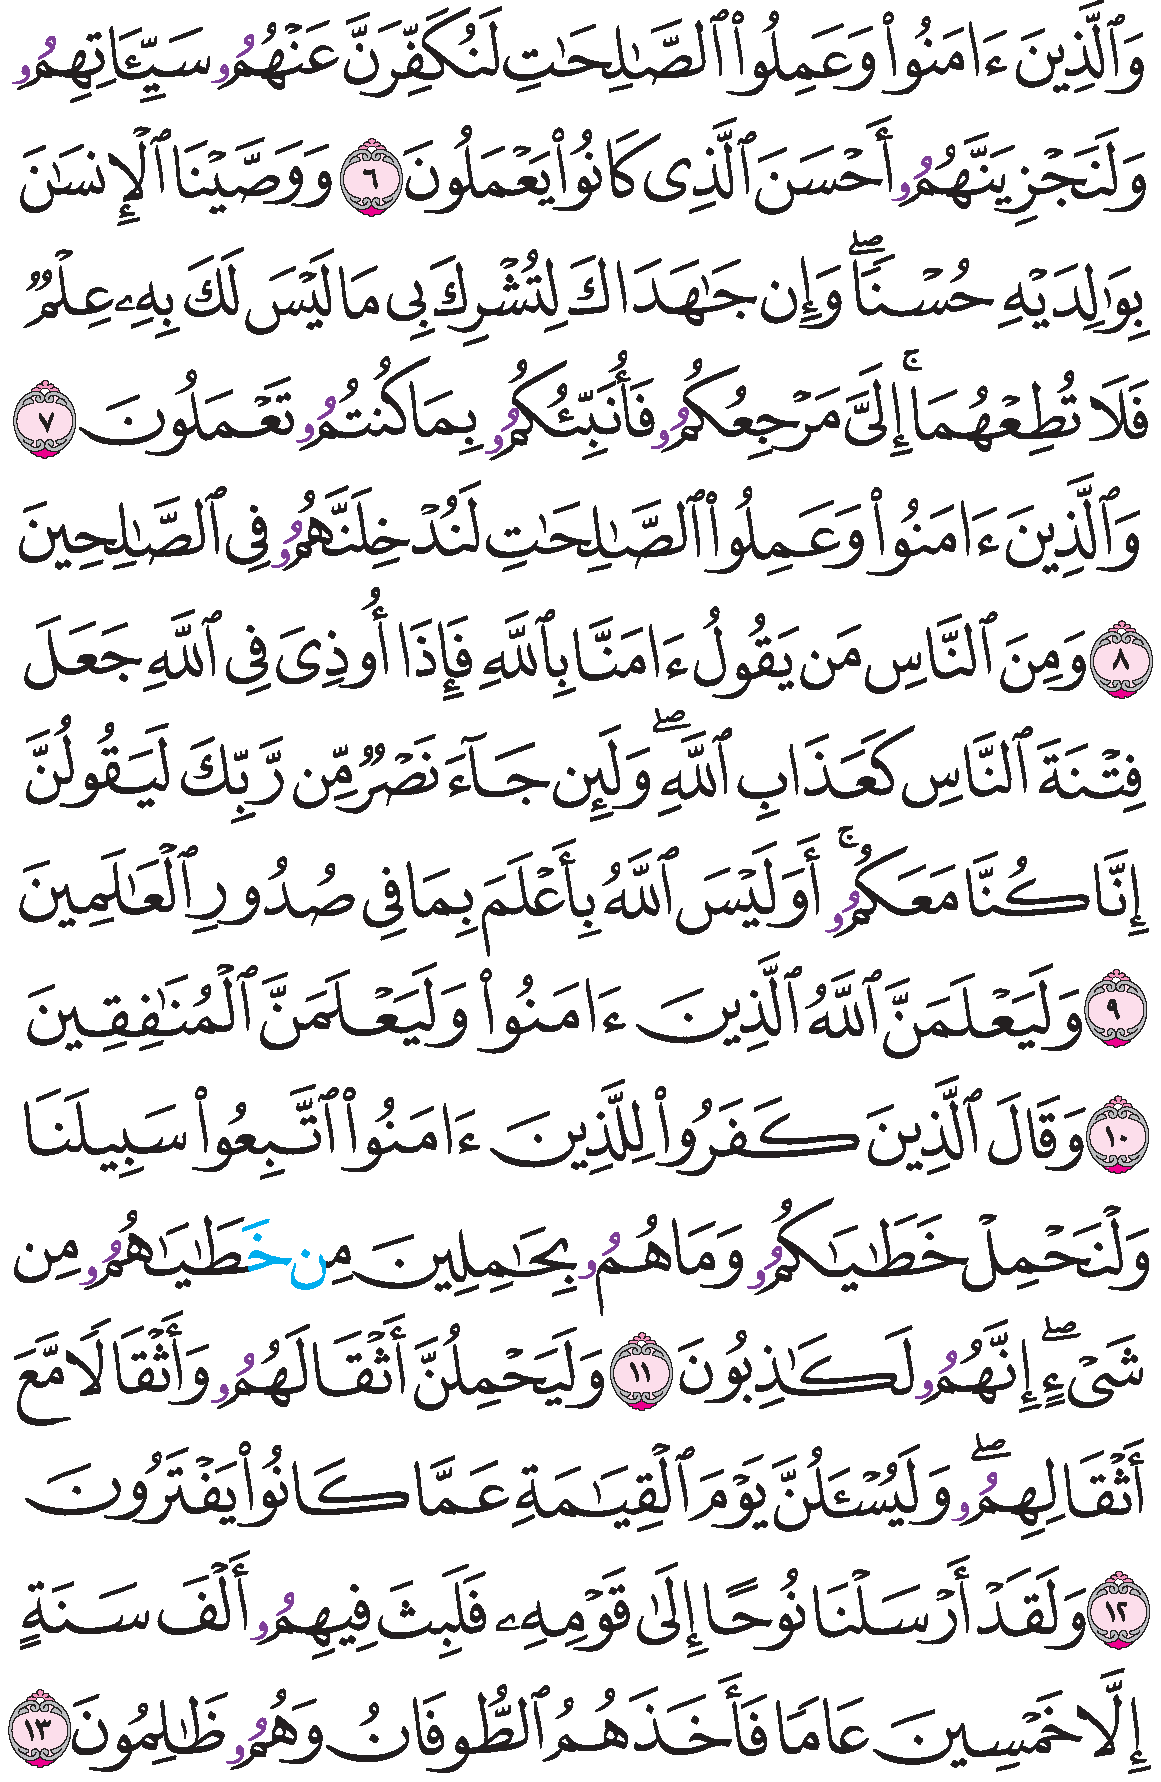 وَٱلَّذِينَ ءَامَنُواْ وَعَمِلُواْ ٱلصَّـٰلِحَـٰتِ لَنُكَفِّرَنَّ عَنْهُمُۥ سَيِّـَٔاتِهِمُۥ
وَلَنَجْزِيَنَّهُمُۥ أَحْسَنَ ٱلَّذِى كَانُواْ يَعْمَلُونَ ٦ وَوَصَّيْنَا ٱلْإِنسَـٰنَ
بِوَٰلِدَيْهِ حُسْنًاۖ وَإِن جَـٰهَدَاكَ لِتُشْرِكَ بِى مَا لَيْسَ لَكَ بِهِۦ عِلْمٌ
فَلَا تُطِعْهُمَاۚ إِلَىَّ مَرْجِعُكُمُۥ فَأُنَبِّئُكُمُۥ بِمَا كُنتُمُۥ تَعْمَلُونَ ٧
وَٱلَّذِينَ ءَامَنُواْ وَعَمِلُواْ ٱلصَّـٰلِحَـٰتِ لَنُدْخِلَنَّهُمُۥ فِى ٱلصَّـٰلِحِينَ
٨ وَمِنَ ٱلنَّاسِ مَن يَقُولُ ءَامَنَّا بِٱللَّهِ فَإِذَا أُوذِىَ فِى ٱللَّهِ جَعَلَ
فِتْنَةَ ٱلنَّاسِ كَعَذَابِ ٱللَّهِۖ وَلَئِن جَآءَ نَصْرٌ مِّن رَّبِّكَ لَيَقُولُنَّ
إِنَّا كُنَّا مَعَكُمُۥۚ أَوَلَيْسَ ٱللَّهُ بِأَعْلَمَ بِمَا فِى صُدُورِ ٱلْعَـٰلَمِينَ
٩ وَلَيَعْلَمَنَّ ٱللَّهُ ٱلَّذِينَ ءَامَنُواْ وَلَيَعْلَمَنَّ ٱلْمُنَـٰفِقِينَ
١٠ وَقَالَ ٱلَّذِينَ كَفَرُواْ لِلَّذِينَ ءَامَنُواْ ٱتَّبِعُواْ سَبِيلَنَا
وَلْنَحْمِلْ خَطَـٰيَـٰكُمُۥ وَمَا هُمُۥ بِحَـٰمِلِينَ مِن خَطَـٰيَـٰهُمُۥ مِن
شَىْءٍۖ إِنَّهُمُۥ لَكَـٰذِبُونَ ١١ وَلَيَحْمِلُنَّ أَثْقَالَهُمُۥ وَأَثْقَالًا مَّعَ
أَثْقَالِهِمُۥۖ وَلَيُسْـَٔلُنَّ يَوْمَ ٱلْقِيَـٰمَةِ عَمَّا كَانُواْ يَفْتَرُونَ
١٢ وَلَقَدْ أَرْسَلْنَا نُوحًا إِلَىٰ قَوْمِهِۦ فَلَبِثَ فِيهِمُۥ أَلْفَ سَنَةٍ
إِلَّا خَمْسِينَ عَامًا فَأَخَذَهُمُ ٱلطُّوفَانُ وَهُمُۥ ظَـٰلِمُونَ ١٣